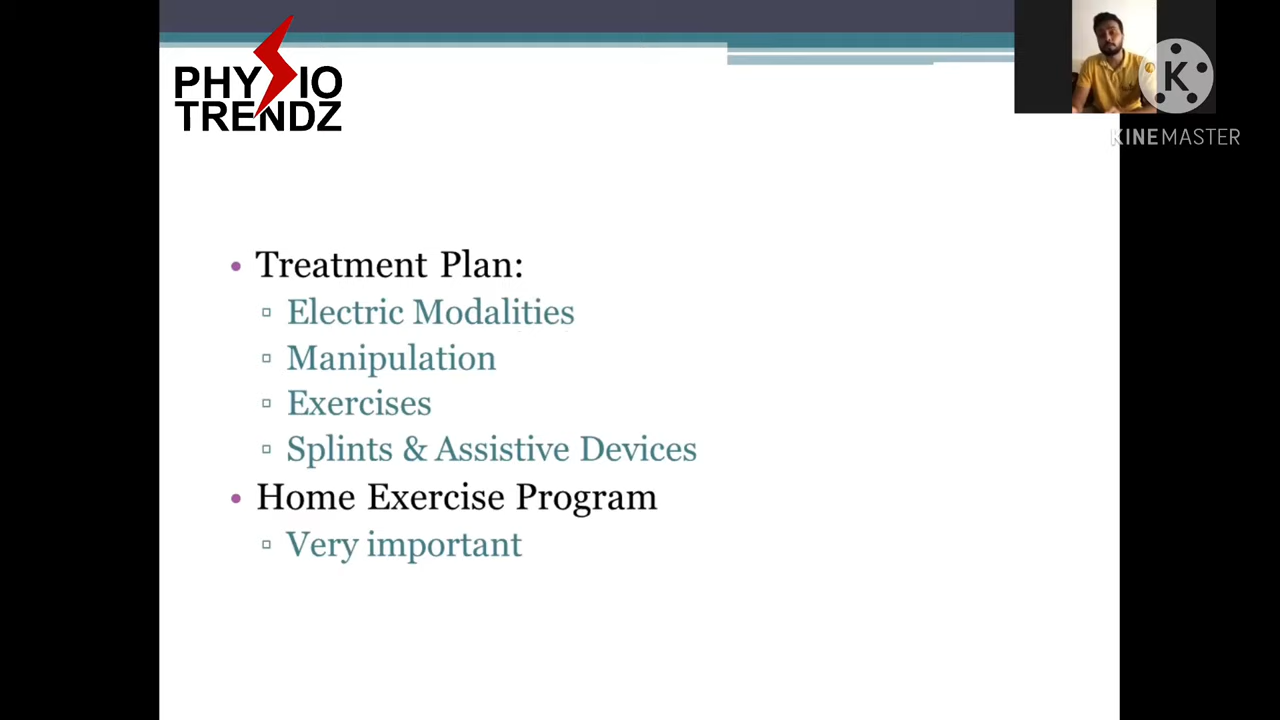 PHYSIO
TRENDZ
K
KINEMASTER
• Treatment Plan:
▫ Electric Modalities
▫ Manipulation
▫ Exercises
▫ Splints & Assistive Devices
• Home Exercise Program
▫ Very important